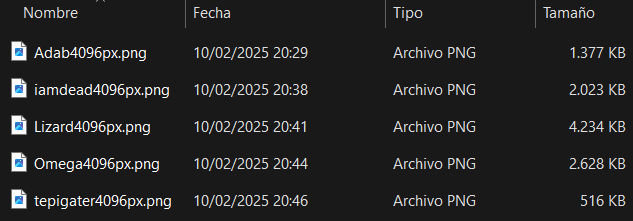 Nombre Fecha Tipo Tamaño
Adab4096px.png 10/02/2025 20:29 Archivo PNG 1.377 KB
iamdead4096px.png 10/02/2025 20:38 Archivo PNG 2.023 KB
Lizard4096px.png 10/02/2025 20:41 Archivo PNG 4.234 KB
Omega4096px.png 10/02/2025 20:44 Archivo PNG 2.628 KB
tepigater4096px.png 10/02/2025 20:46 Archivo PNG 516 KB